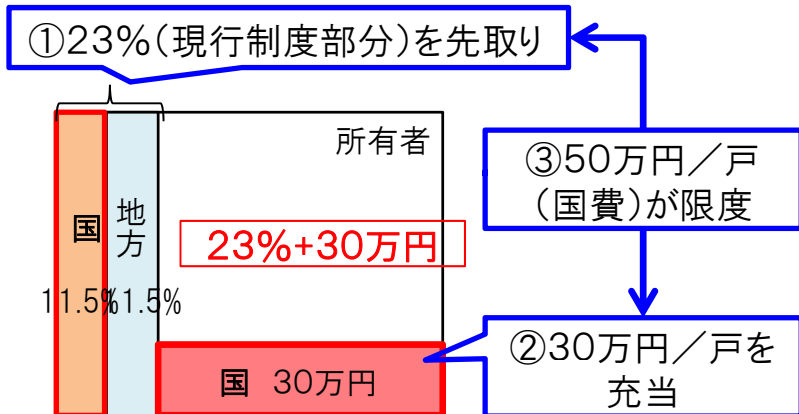 ①23%(現行制度部分)を先取り
所有者
国
地方
11.5%
11.5%
23%+30万円
③50万円/戸
(国費)が限度
国 30万円
②30万円/戸を
充当